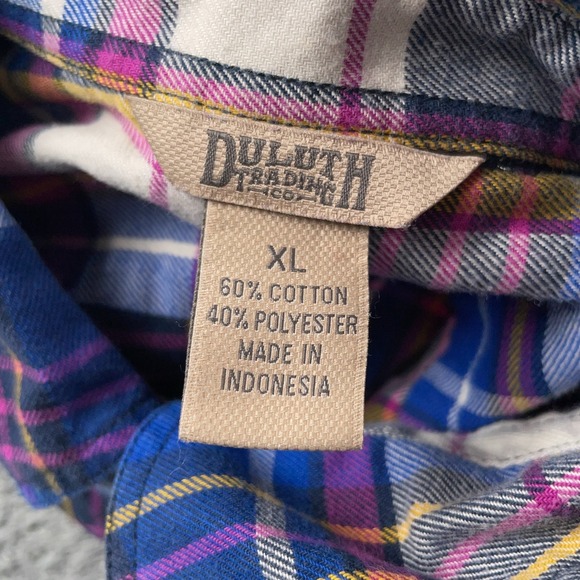 DULUTH
TRADING
CO
XL
60% COTTON
40% POLYESTER
MADE IN
INDONESIA